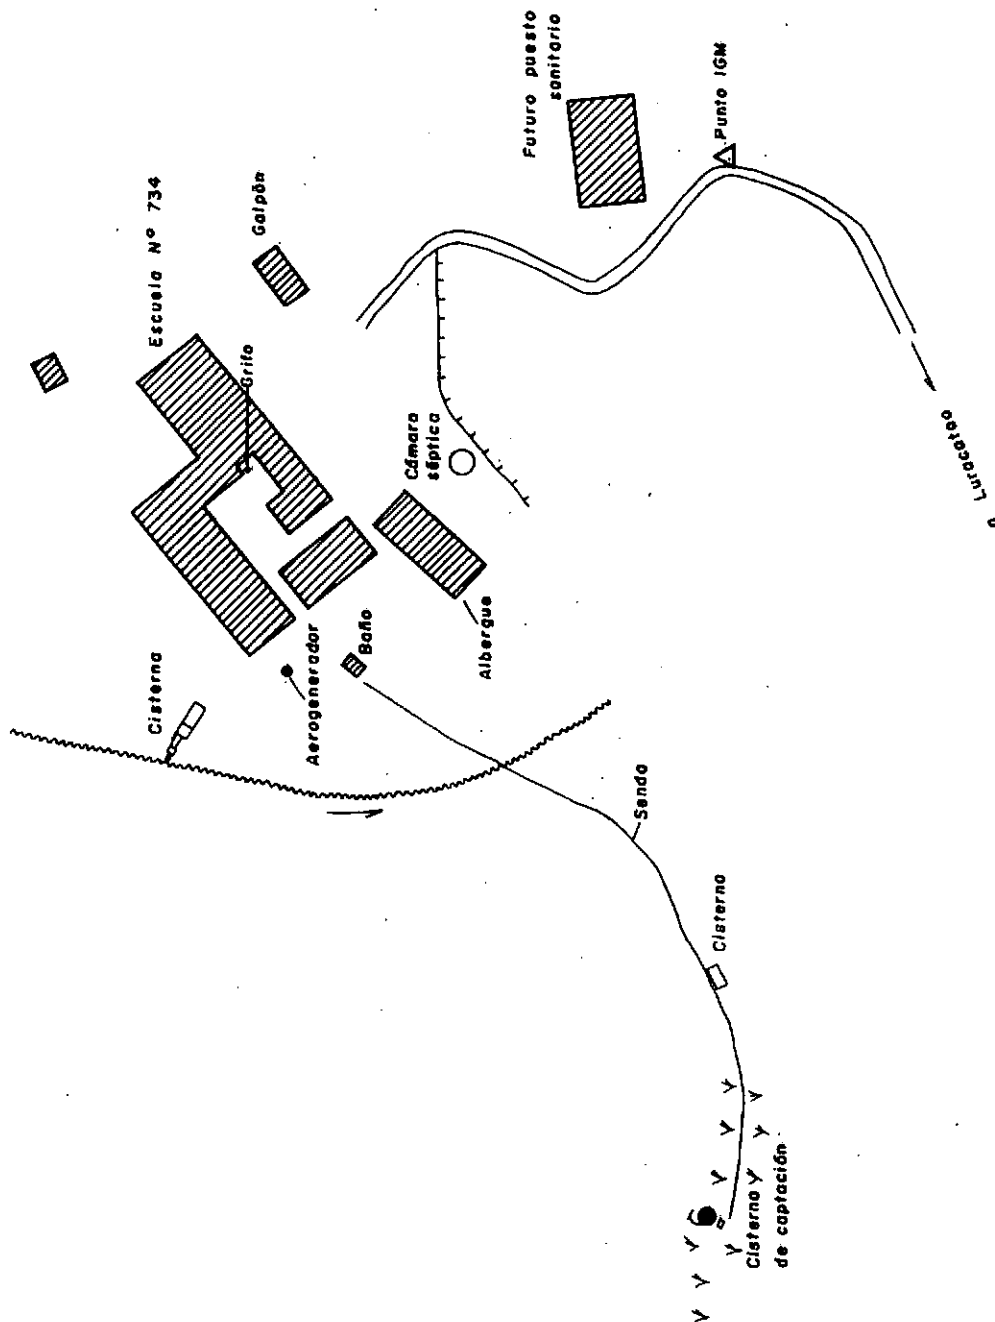 Futuro puesto
sanitario
Punto IGM
Escuela Nº 734
Galpón
Grifo
Cámara
séptica
a Luracatao
Albergue
Baño
Aerogenerador
Cisterna
Senda
Cisterna
Cisterna
de captación